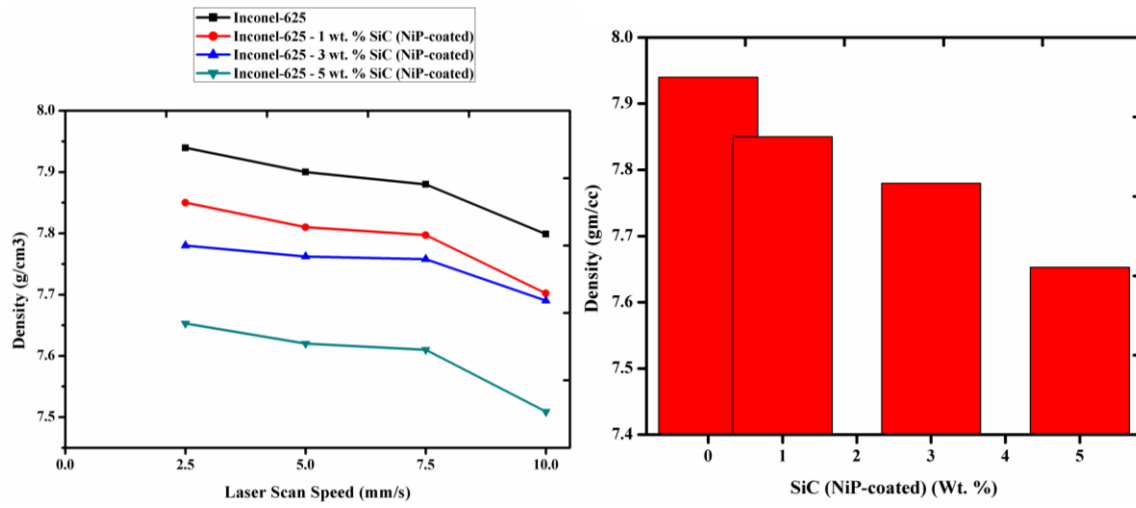 Inconel-625
Inconel-625 - 1 wt. % SiC (NiP-coated)
Inconel-625 - 3 wt. % SiC (NiP-coated)
Inconel-625 - 5 wt. % SiC (NiP-coated)
8.0
7.9
7.8
7.7
7.6
7.5
Density (g/cm3)
0.0 2.5 5.0 7.5 10.0
Laser Scan Speed (mm/s)
8.0
7.9
7.8
7.7
7.6
7.5
7.4
Density (gm/cc)
0 1 2 3 4 5
SiC (NiP-coated) (Wt. %)